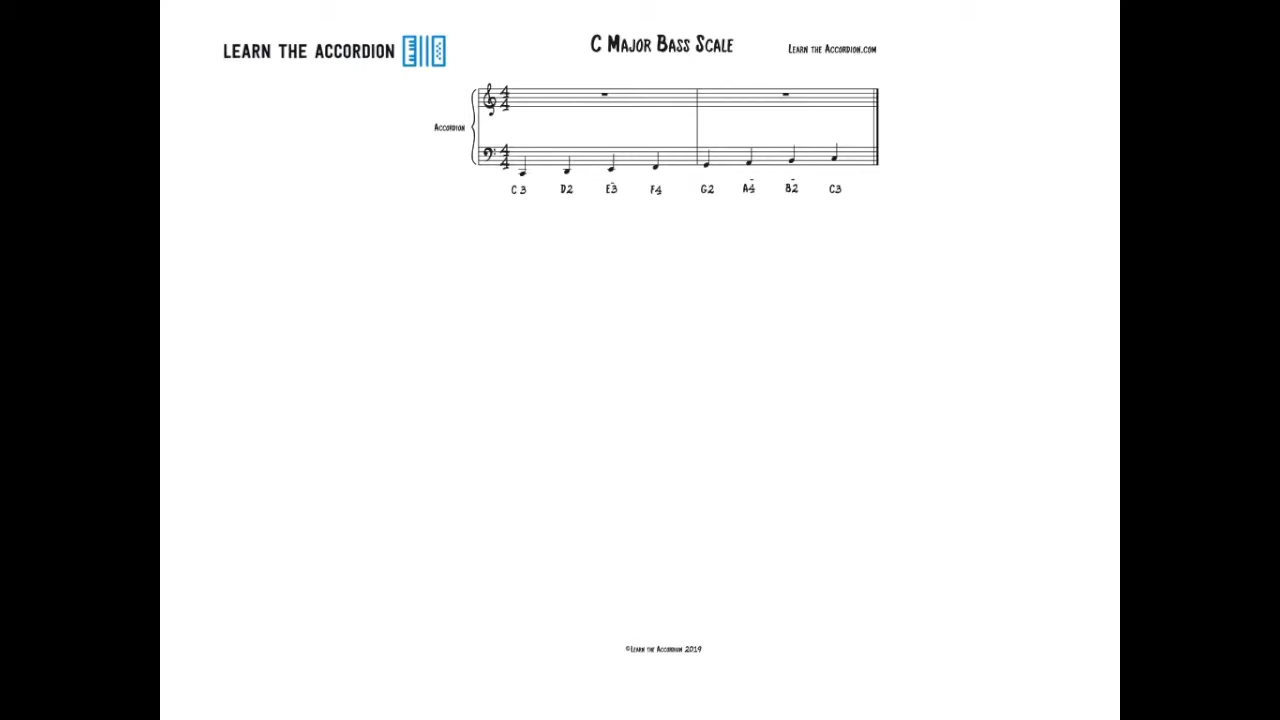 LEARN THE ACCORDION
C Major Bass Scale
Learn the Accordion.com
Accordion
C 3 D2 E3 F4 G2 A4 B2 C3
©Learn the Accordion 2019